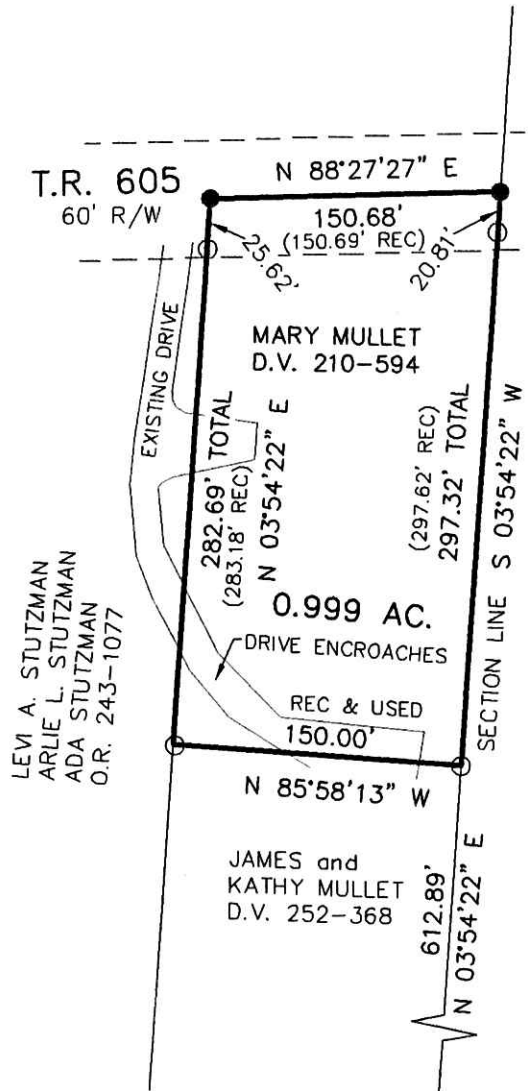 T.R. 605
60' R/W
N 88°27'27" E
150.68'
(150.69' REC)
25.62'
20.81'
MARY MULLET
D.V. 210-594
EXISTING DRIVE
282.69' TOTAL
(283.18' REC)
N 03°54'22" E
(297.62' REC)
297.32' TOTAL
SECTION LINE S 03°54'22" W
0.999 AC.
DRIVE ENCROACHES
LEVI A. STUTZMAN
ARLIE L. STUTZMAN
ADA STUTZMAN
O.R. 243-1077
REC & USED
150.00'
N 85°58'13" W
JAMES and
KATHY MULLET
D.V. 252-368
612.89'
N 03°54'22" E